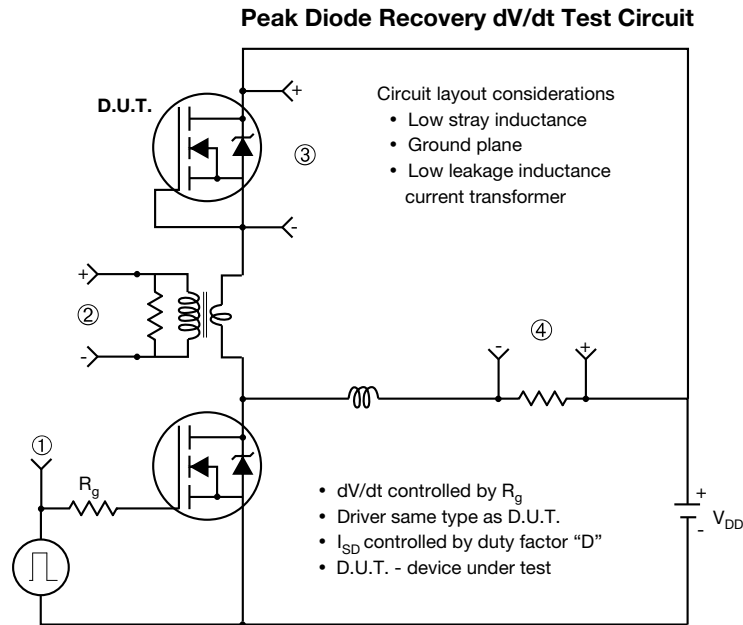 Peak Diode Recovery dV/dt Test Circuit
D.U.T.
+
Circuit layout considerations
• Low stray inductance
• Ground plane
• Low leakage inductance
current transformer
③
-
+
②
-
④
-
+
①
Rg
+
VDD
-
• dV/dt controlled by Rg
• Driver same type as D.U.T.
• ISD controlled by duty factor “D”
• D.U.T. - device under test